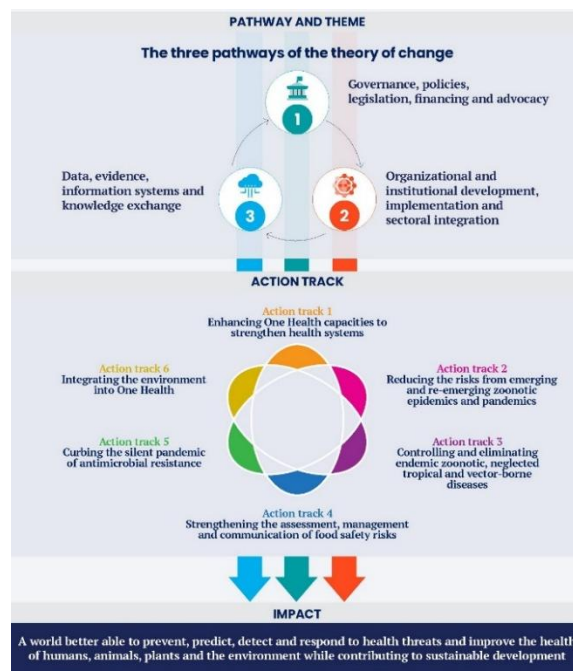 PATHWAY AND THEME
The three pathways of the theory of change
Governance, policies,
legislation, financing and advocacy
1
Data, evidence,
information systems and
knowledge exchange
3
2
Organizational and
institutional development,
implementation and
sectoral integration
ACTION TRACK
Action track 1
Enhancing One Health capacities to
strengthen health systems
Action track 6
Integrating the environment
into One Health
Action track 2
Reducing the risks from emerging
and re-emerging zoonotic
epidemics and pandemics
Action track 5
Curbing the silent pandemic
of antimicrobial resistance
Action track 3
Controlling and eliminating
endemic zoonotic, neglected
tropical and vector-borne
diseases
Action track 4
Strengthening the assessment, management
and communication of food safety risks
IMPACT
A world better able to prevent, predict, detect and respond to health threats and improve the health
of humans, animals, plants and the environment while contributing to sustainable development